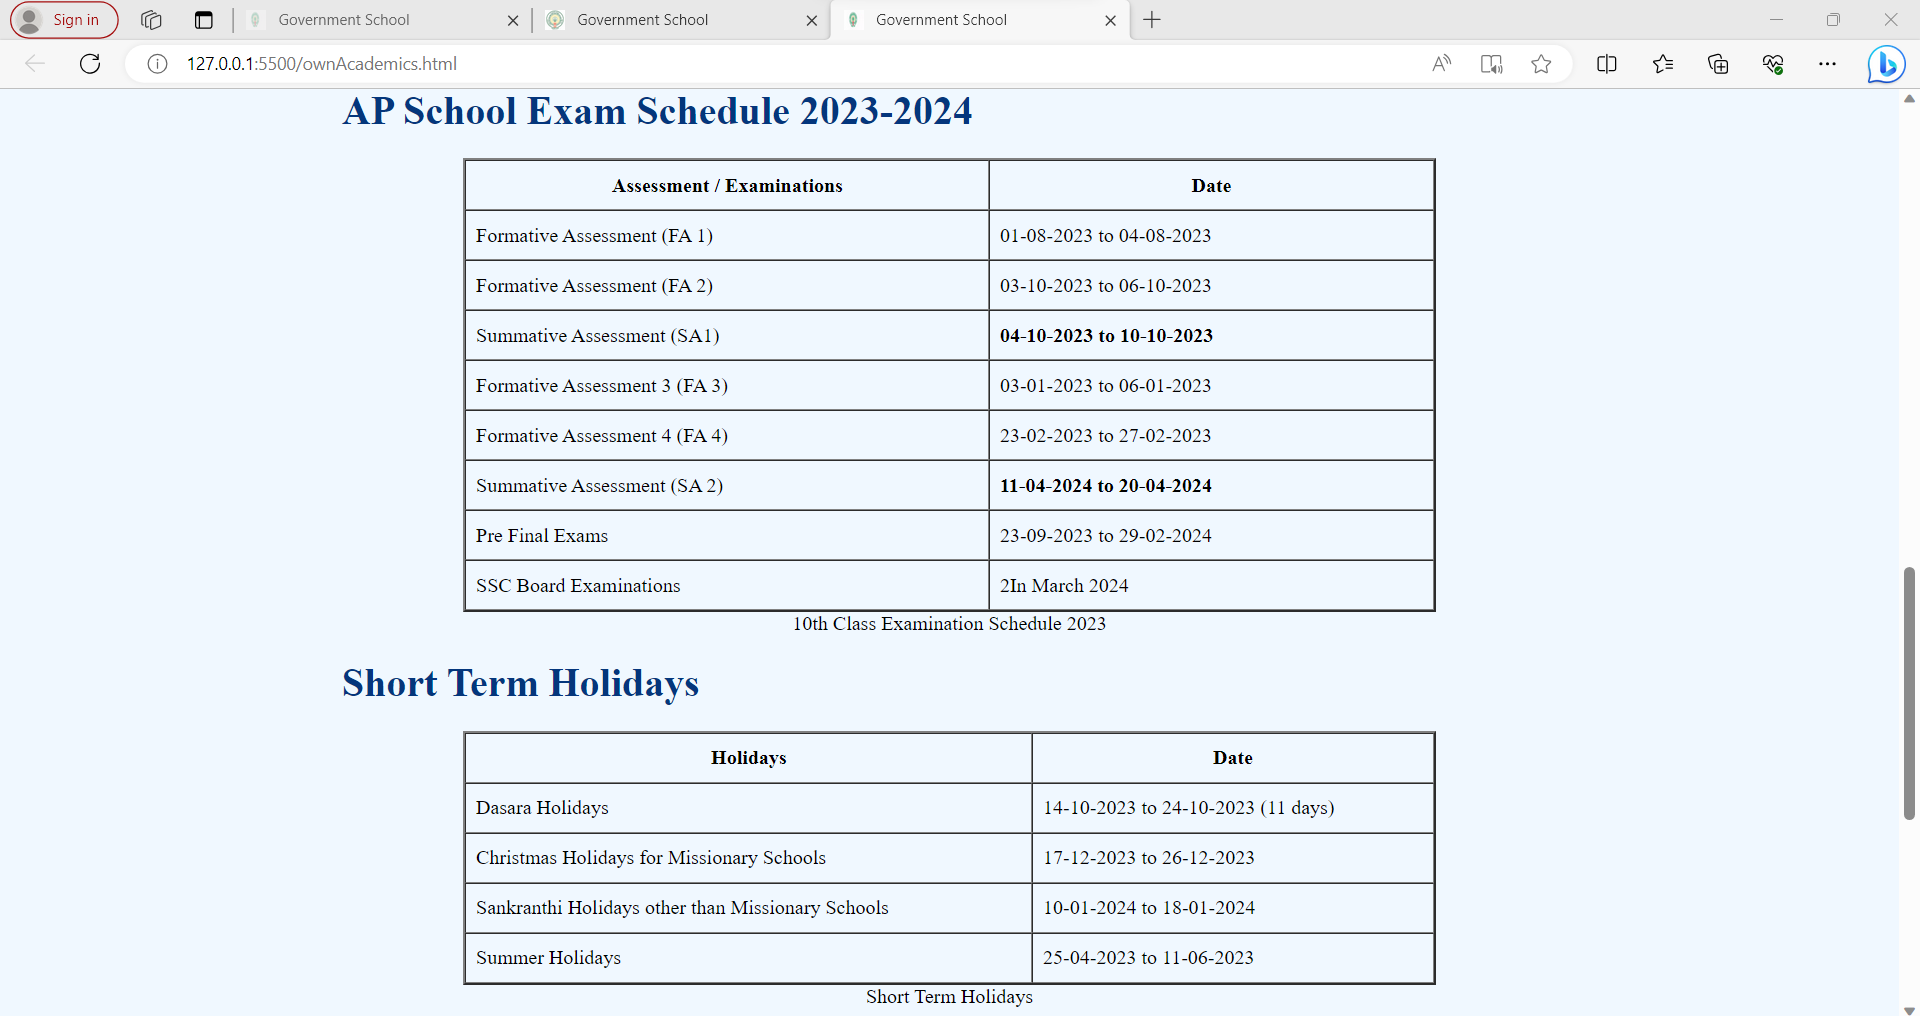 Sign in
Government School
Government School
Government School
127.0.0.1:5500/ownAcademics.html
AP School Exam Schedule 2023-2024
Assessment / Examinations Date
Formative Assessment (FA 1) 01-08-2023 to 04-08-2023
Formative Assessment (FA 2) 03-10-2023 to 06-10-2023
Summative Assessment (SA1) 04-10-2023 to 10-10-2023
Formative Assessment 3 (FA 3) 03-01-2023 to 06-01-2023
Formative Assessment 4 (FA 4) 23-02-2023 to 27-02-2023
Summative Assessment (SA 2) 11-04-2024 to 20-04-2024
Pre Final Exams 23-09-2023 to 29-02-2024
SSC Board Examinations 2In March 2024
10th Class Examination Schedule 2023
Short Term Holidays
Holidays Date
Dasara Holidays 14-10-2023 to 24-10-2023 (11 days)
Christmas Holidays for Missionary Schools 17-12-2023 to 26-12-2023
Sankranthi Holidays other than Missionary Schools 10-01-2024 to 18-01-2024
Summer Holidays 25-04-2023 to 11-06-2023
Short Term Holidays